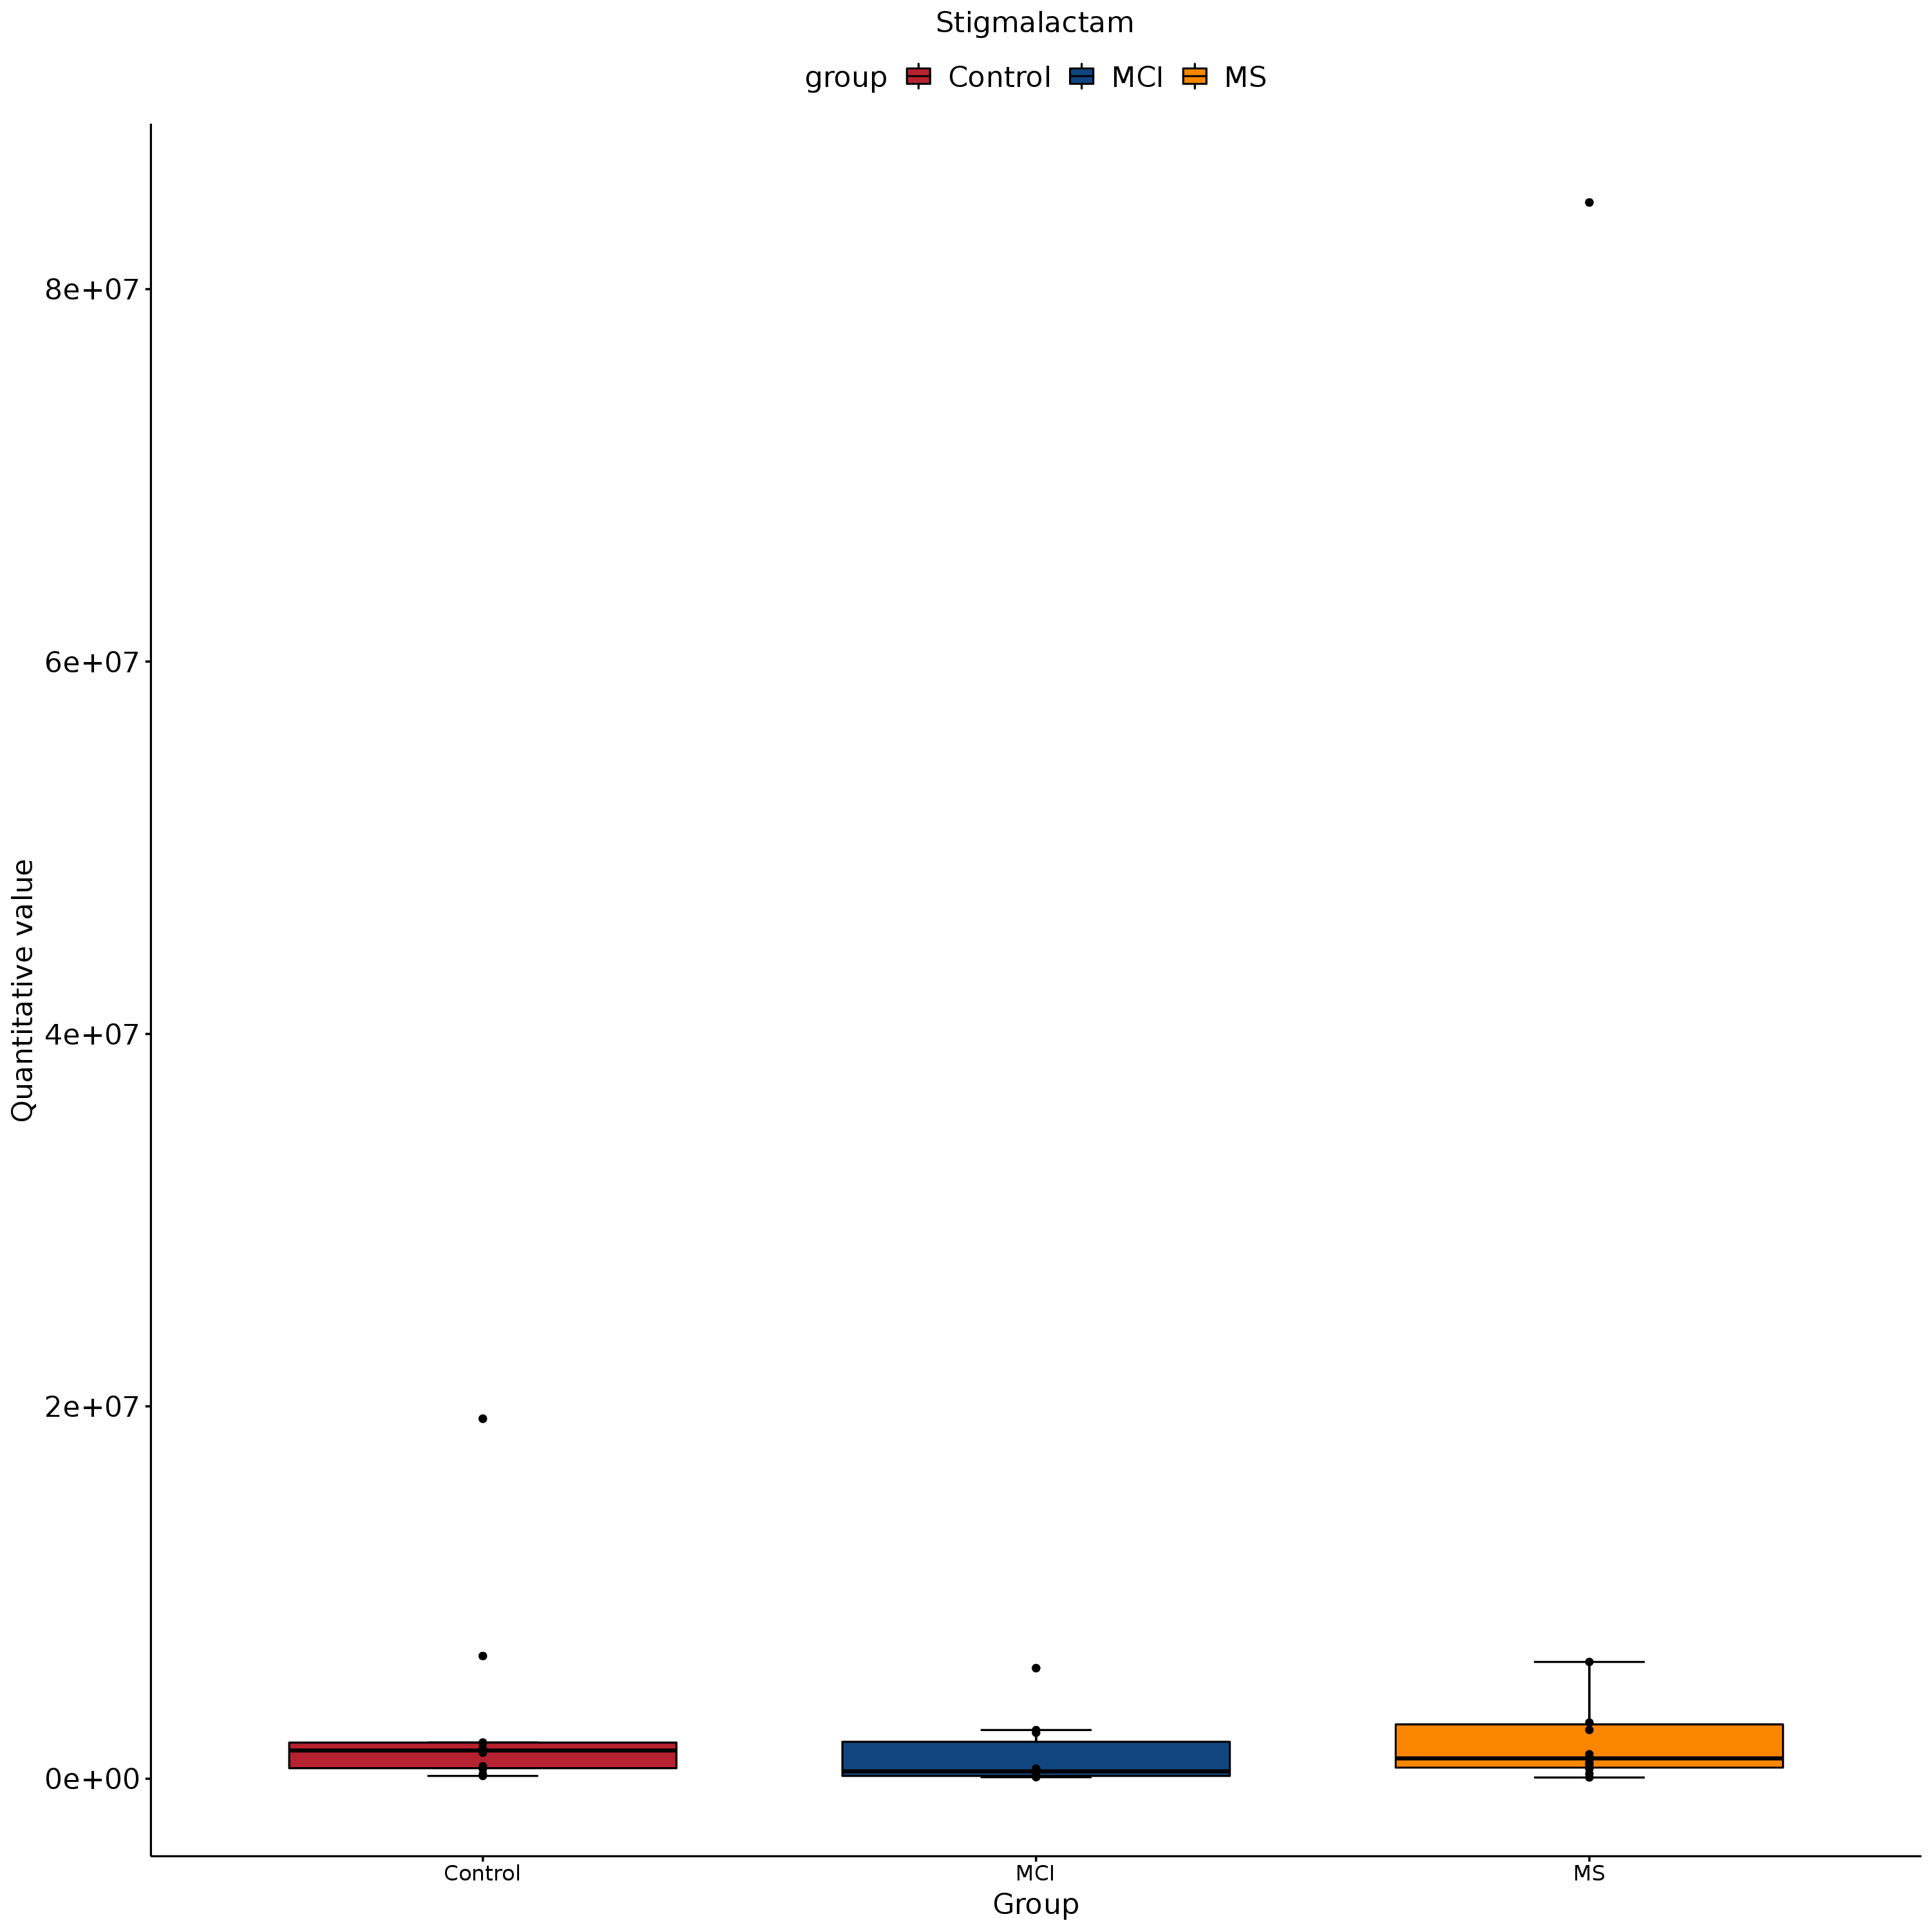 Stigmalactam
group Control MCI MS
8e+07
6e+07
4e+07
2e+07
0e+00
Quantitative value
Control MCI MS
Group